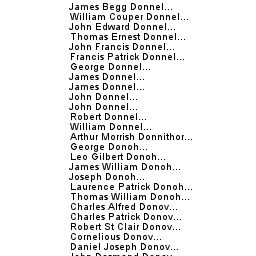 James Begg Donnel...
William Couper Donnel...
John Edward Donnel...
Thomas Ernest Donnel...
John Francis Donnel...
Francis Patrick Donnel...
George Donnel...
James Donnel...
James Donnel...
John Donnel...
John Donnel...
Robert Donnel...
William Donnel...
Arthur Morrish Donnithor...
George Donoh...
Leo Gilbert Donoh...
James William Donoh...
Joseph Donoh...
Laurence Patrick Donoh...
Thomas William Donoh...
Charles Alfred Donov...
Charles Patrick Donov...
Robert St Clair Donov...
Cornelious Donov...
Daniel Joseph Donov...
John Desmond Donov...